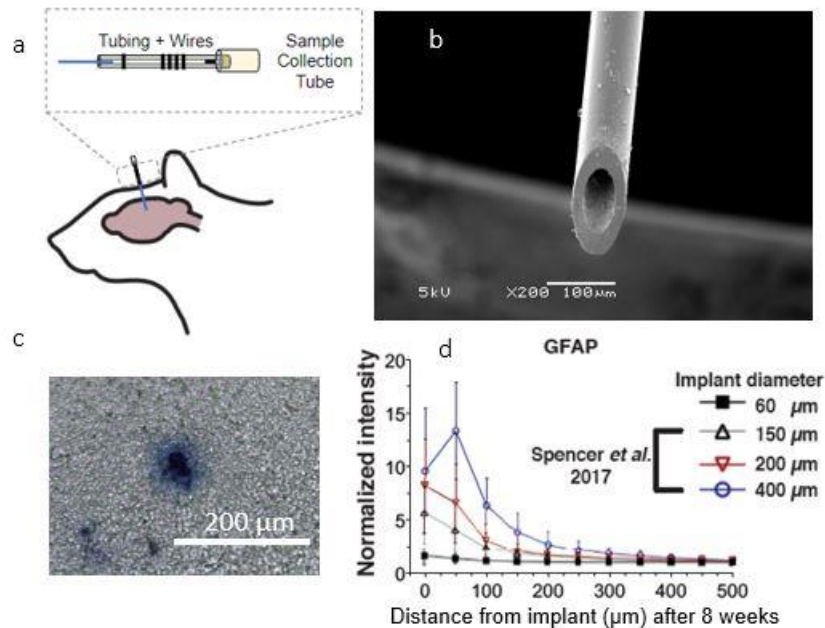 a
Tubing + Wires
Sample
Collection
Tube
b
5kV X200 100µm
c
200 µm
d
GFAP
Normalized intensity
20
15
10
5
0
0 100 200 300 400 500
Distance from implant (µm) after 8 weeks
Implant diameter
60 µm
150 µm
200 µm
400 µm
Spencer et al.
2017